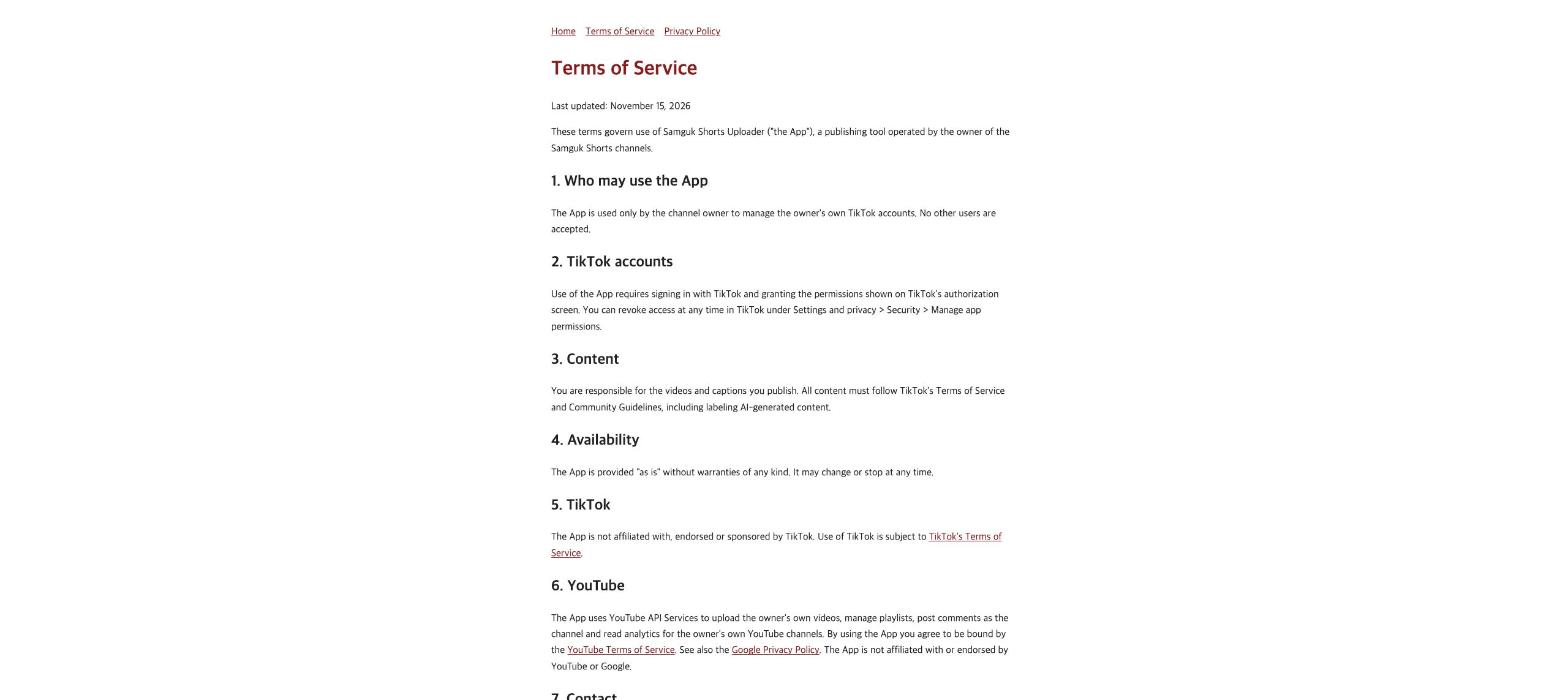 Home Terms of Service Privacy Policy
Terms of Service
Last updated: November 15, 2026
These terms govern use of Samguk Shorts Uploader ("the App"), a publishing tool operated by the owner of the
Samguk Shorts channels.
1. Who may use the App
The App is used only by the channel owner to manage the owner's own TikTok accounts. No other users are
accepted.
2. TikTok accounts
Use of the App requires signing in with TikTok and granting the permissions shown on TikTok's authorization
screen. You can revoke access at any time in TikTok under Settings and privacy > Security > Manage app
permissions.
3. Content
You are responsible for the videos and captions you publish. All content must follow TikTok's Terms of Service
and Community Guidelines, including labeling AI-generated content.
4. Availability
The App is provided "as is" without warranties of any kind. It may change or stop at any time.
5. TikTok
The App is not affiliated with, endorsed or sponsored by TikTok. Use of TikTok is subject to TikTok's Terms of
Service.
6. YouTube
The App uses YouTube API Services to upload the owner's own videos, manage playlists, post comments as the
channel and read analytics for the owner's own YouTube channels. By using the App you agree to be bound by
the YouTube Terms of Service. See also the Google Privacy Policy. The App is not affiliated with or endorsed by
YouTube or Google.
7. Contact